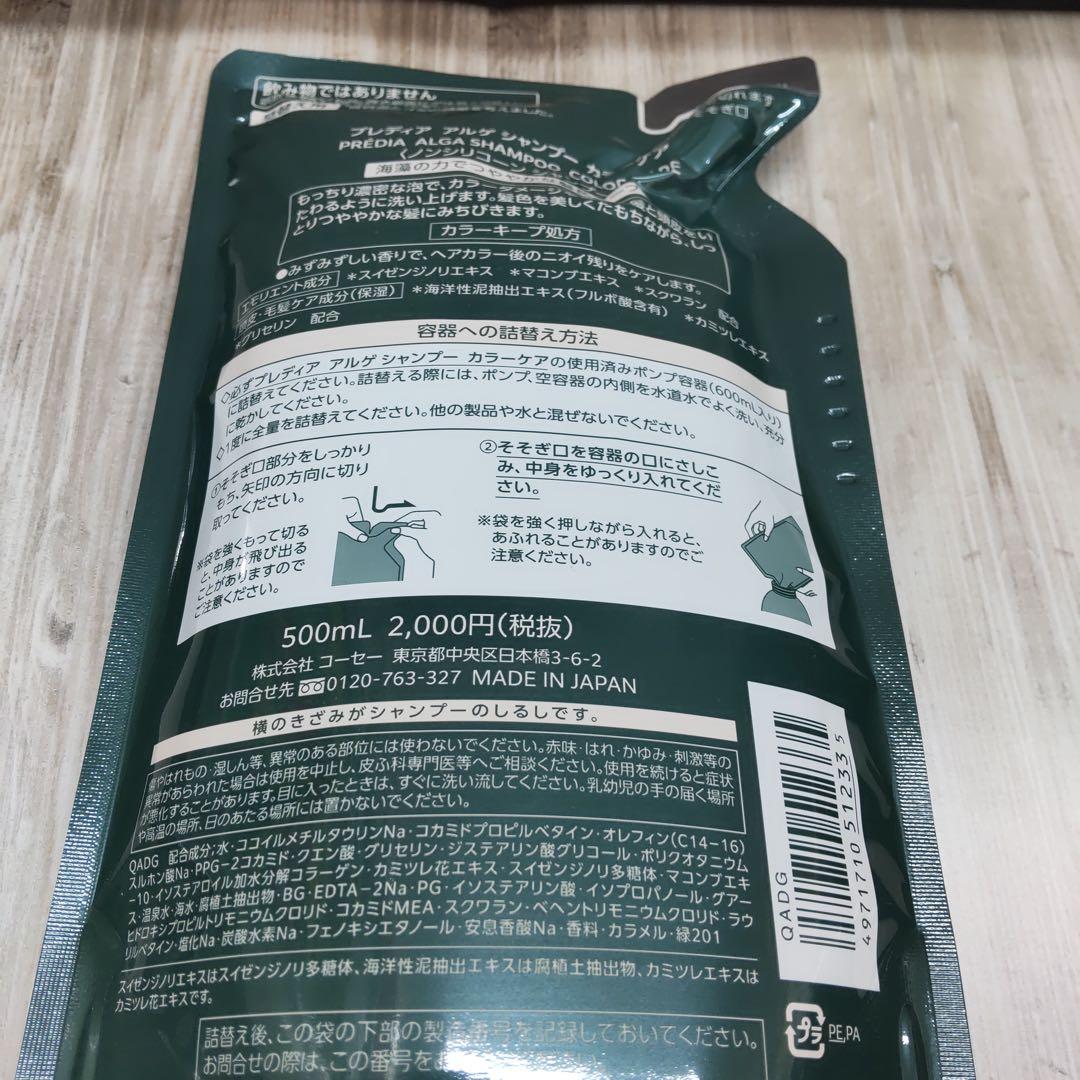 飲み物ではありません
プレディア アルゲ シャンプー カ
PRÉDIA ALGA SHAMPOO COLO
(ノンシリコーン
海藻の力でつややかな
もっちり濃密な泡で、カラーダメージ
たわるように洗い上げます。髪色を美しくたもちながら、しっ
とりつややかな髪にみちびきます。
カラーキープ処方
●みずみずしい香りで、ヘアカラー後のニオイ残りをケアします。
エモリエント成分 *スイゼンジノリエキス *マコンブエキス *スクワラン 配合
頭皮・毛髪ケア成分(保湿) *海洋性泥抽出エキス(フルボ酸含有) *カミツレエキス
*グリセリン 配合
容器への詰替え方法
◇必ずプレディア アルゲ シャンプー カラーケアの使用済みポンプ容器(600mL入り)
に詰替えてください。詰替える際には、ポンプ、空容器の内側を水道水でよく洗い、充分
に乾かしてください。
◇1度に全量を詰替えてください。他の製品や水と混ぜないでください。
①そそぎ口部分をしっかり
もち、矢印の方向に切り
取ってください。
※袋を強くもって切る
と、中身が飛び出る
ことがありますので
ご注意ください。
②そそぎ口を容器の口にさしこ
み、中身をゆっくり入れてくだ
さい。
※袋を強く押しながら入れると、
あふれることがありますのでご
注意ください。
500mL 2,000円(税抜)
株式会社 コーセー 東京都中央区日本橋3-6-2
お問合せ先 0120-763-327 MADE IN JAPAN
横のきざみがシャンプーのしるしです。
傷やはれもの・湿しん等、異常のある部位には使わないでください。赤味・はれ・かゆみ・刺激等の
異常があらわれた場合は使用を中止し、皮ふ科専門医等へご相談ください。使用を続けると症状
が悪化することがあります。目に入ったときは、すぐに洗い流してください。乳幼児の手の届く場所
や高温の場所、日のあたる場所には置かないでください。
QADG 配合成分;水・ココイルメチルタウリンNa・コカミドプロピルベタイン・オレフィン(C14-16)
スルホン酸Na・PPG-2コカミド・クエン酸・グリセリン・ジステアリン酸グリコール・ポリクオタニウム
-10・イソステアロイル加水分解コラーゲン・カミツレ花エキス・スイゼンジノリ多糖体・マコンブエキ
ス・温泉水・海水・腐植土抽出物・BG・EDTA-2Na・PG・イソステアリン酸・イソプロパノール・グアー
ヒドロキシプロピルトリモニウムクロリド・コカミドMEA・スクワラン・ベヘントリモニウムクロリド・ラウ
リルベタイン・塩化Na・炭酸水素Na・フェノキシエタノール・安息香酸Na・香料・カラメル・緑201
スイゼンジノリエキスはスイゼンジノリ多糖体、海洋性泥抽出エキスは腐植土抽出物、カミツレエキスは
カミツレ花エキスです。
QADG
4971710 512335
プラ PE,PA
詰替え後、この袋の下部の製造番号を記録しておいてください。
お問合せの際は、この番号をお